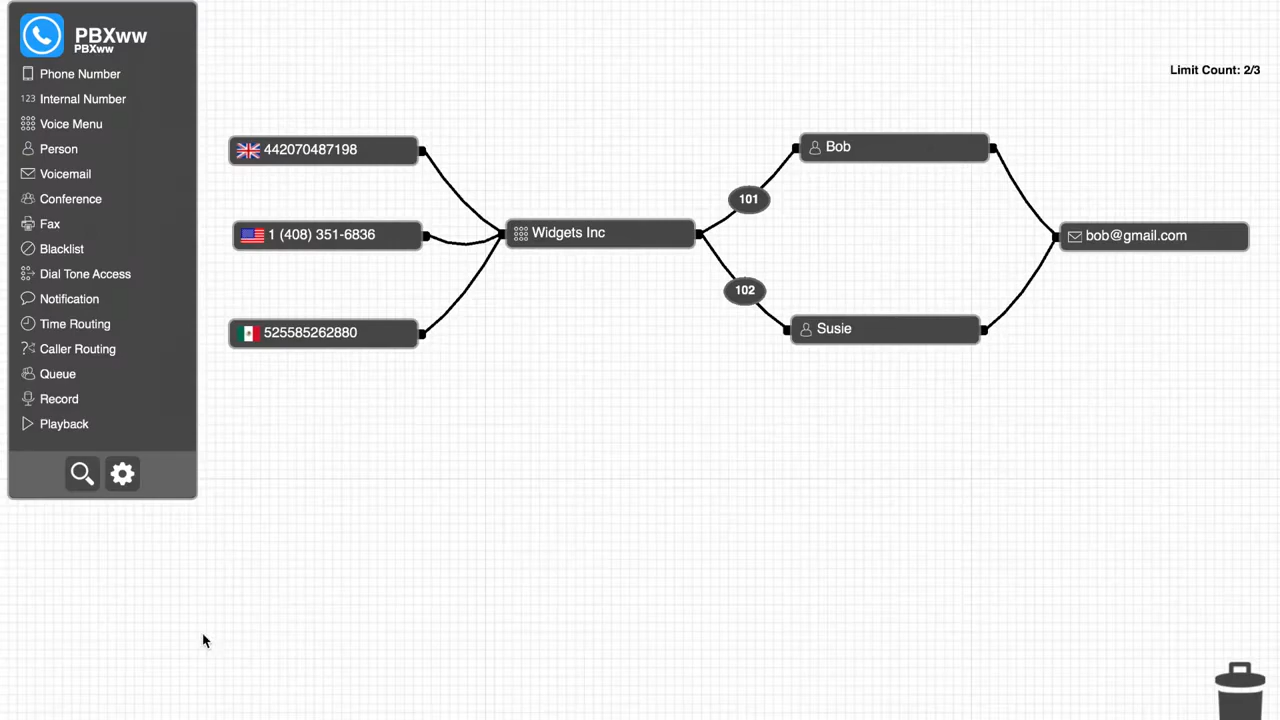 PBXww
PBXww
Phone Number
123 Internal Number
Voice Menu
Person
Voicemail
Conference
Fax
Blacklist
Dial Tone Access
Notification
Time Routing
Caller Routing
Queue
Record
Playback
Limit Count: 2/3
442070487198
1 (408) 351-6836
525585262880
Widgets Inc
101
102
Bob
Susie
bob@gmail.com